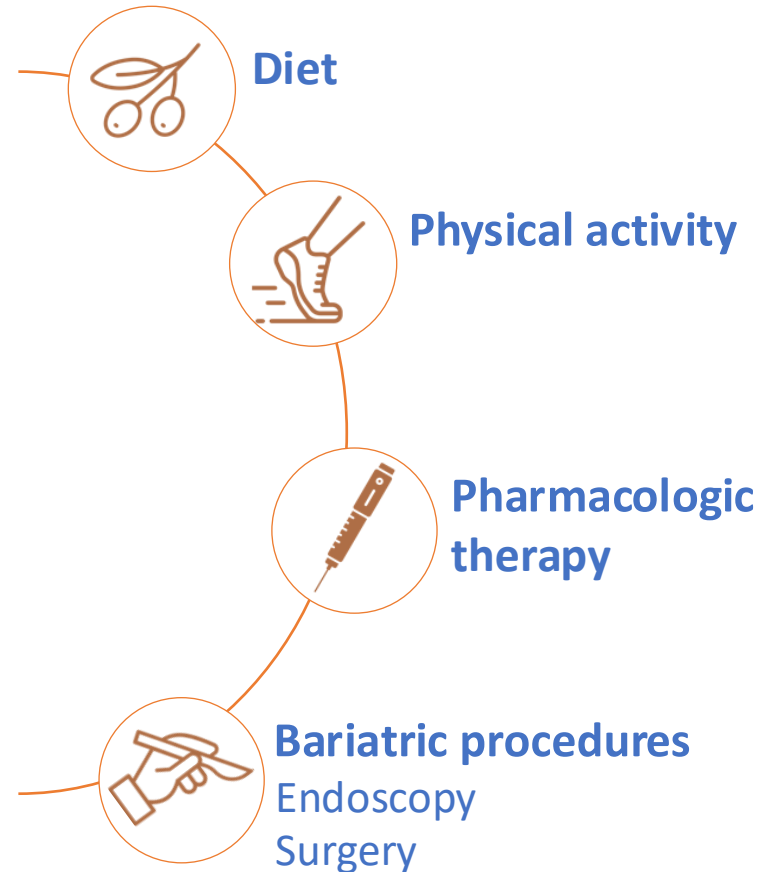 Diet
Physical activity
Pharmacologic
therapy
Bariatric procedures
Endoscopy
Surgery